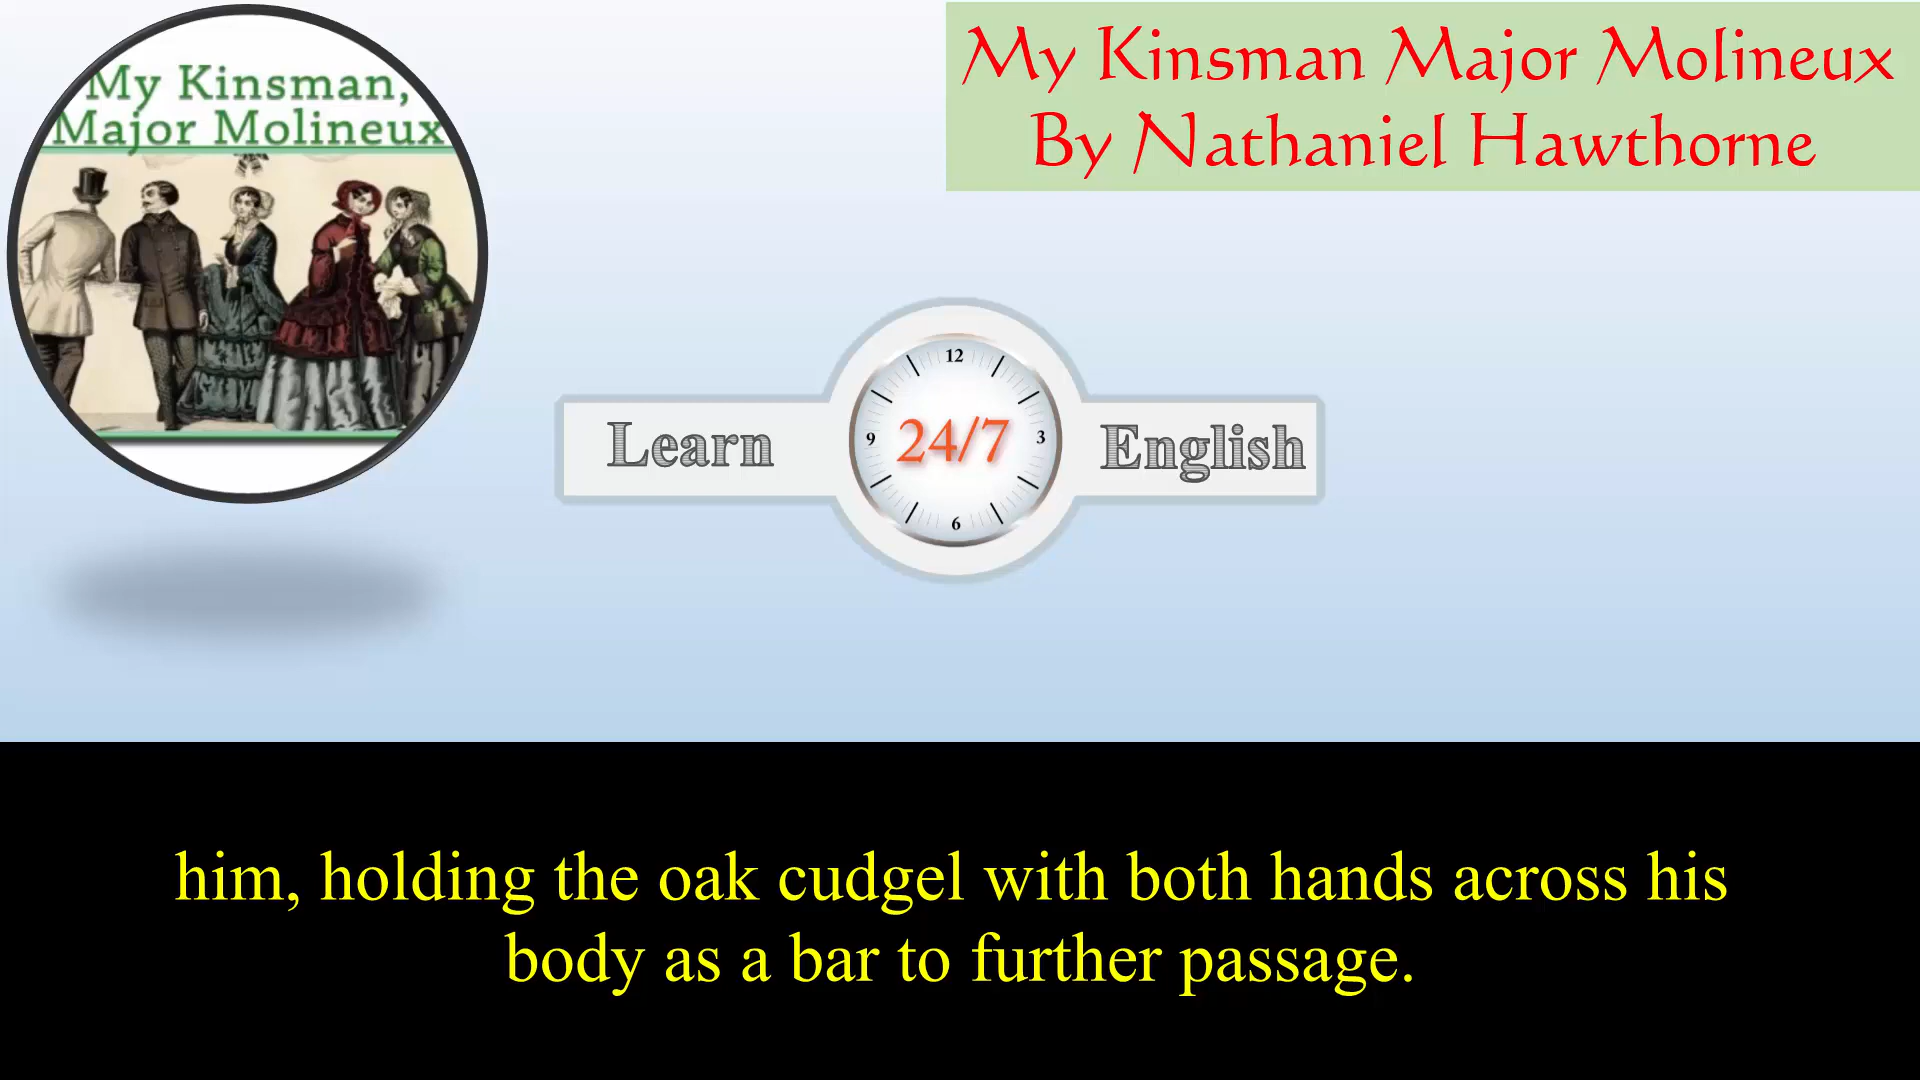 My Kinsman,
Major Molineux
My Kinsman Major Molineux
By Nathaniel Hawthorne
12
9
3
6
Learn
24/7
English
him, holding the oak cudgel with both hands across his
body as a bar to further passage.